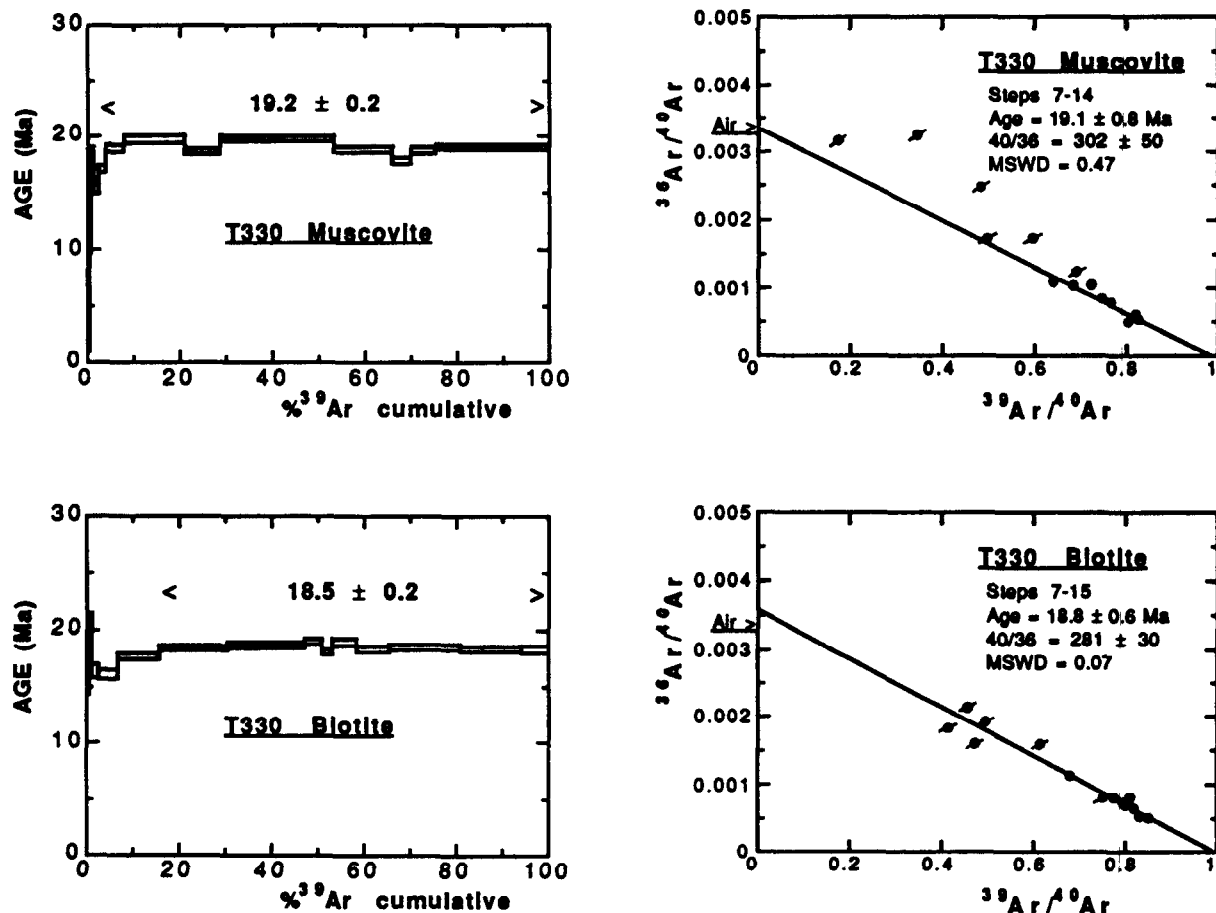 30
20
10
0
AGE (Ma)
< 19.2 ± 0.2 >
T330 Muscovite
0 20 40 60 80 100
%³⁹Ar cumulative
0.005
0.004
0.003
0.002
0.001
0
Air >
³⁶Ar/⁴⁰Ar
T330 Muscovite
Steps 7-14
Age = 19.1 ± 0.8 Ma
40/36 = 302 ± 50
MSWD = 0.47
0 0.2 0.4 0.6 0.8 1
³⁹Ar/⁴⁰Ar
30
20
10
0
AGE (Ma)
< 18.5 ± 0.2 >
T330 Biotite
0 20 40 60 80 100
%³⁹Ar cumulative
0.005
0.004
0.003
0.002
0.001
0
Air >
³⁶Ar/⁴⁰Ar
T330 Biotite
Steps 7-15
Age = 18.8 ± 0.6 Ma
40/36 = 281 ± 30
MSWD = 0.07
0 0.2 0.4 0.6 0.8 1
³⁹Ar/⁴⁰Ar